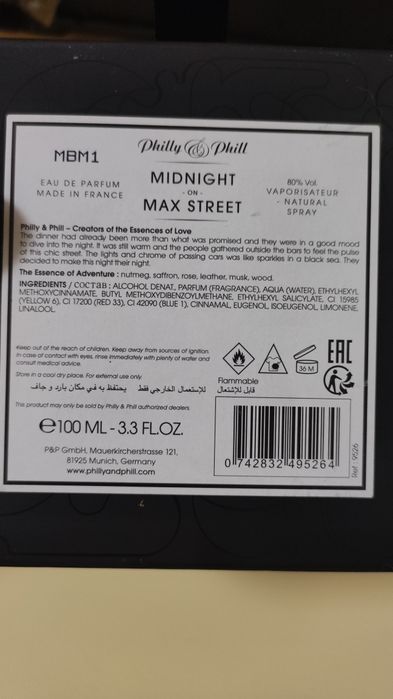 MBM1
Philly & Phill
EAU DE PARFUM
MADE IN FRANCE
MIDNIGHT
- ON -
MAX STREET
80% Vol.
VAPORISATEUR
- NATURAL
SPRAY
Philly & Phill – Creators of the Essences of Love
The dinner had already been more than what was promised and they were in a good mood
to dive into the night. It was still warm and the people gathered outside the bars to feel the pulse
of this chic street. The lights and chrome of passing cars was like sparkles in a black sea. They
decided to make this night their night.
The Essence of Adventure : nutmeg, saffron, rose, leather, musk, wood.
INGREDIENTS / СОСТАВ: ALCOHOL DENAT, PARFUM (FRAGRANCE), AQUA (WATER), ETHYLHEXYL
METHOXYCINNAMATE, BUTYL METHOXYDIBENZOYLMETHANE, ETHYLHEXYL SALICYLATE, CI 15985
(YELLOW 6), CI 17200 (RED 33), CI 42090 (BLUE 1), CINNAMAL, EUGENOL, ISOEUGENOL, LIMONENE,
LINALOOL.
Keep out of the reach of children. Keep away from sources of ignition
In case of contact with eyes, rinse immediately with plenty of water and
consult medical advice.
Store in a cool dry place. For external use only.
للإستعمال الخارجي فقط يحتفظ به في مكان بارد و جاف
This product may only be sold by Philly & Phill authorized dealers.
36 M
EAC
Flammable
قابل للإشتعال
e100 ML - 3.3 FL.OZ.
P&P GmbH, Mauerkircherstrasse 121,
81925 Munich, Germany
www.phillyandphill.com
0 742832 495264
Ref : 9526